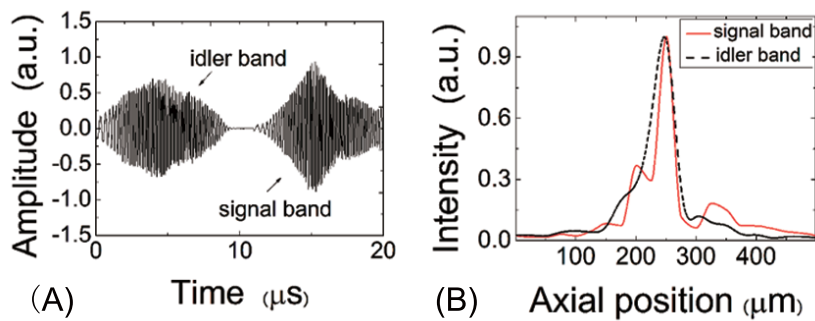 1.5
1.0
0.5
0.0
-0.5
-1.0
-1.5
Amplitude (a.u.)
idler band
signal band
0 10 20
Time (μs)
(A)
0.9
0.6
0.3
0.0
Intensity (a.u.)
signal band
idler band
100 200 300 400
Axial position (μm)
(B)